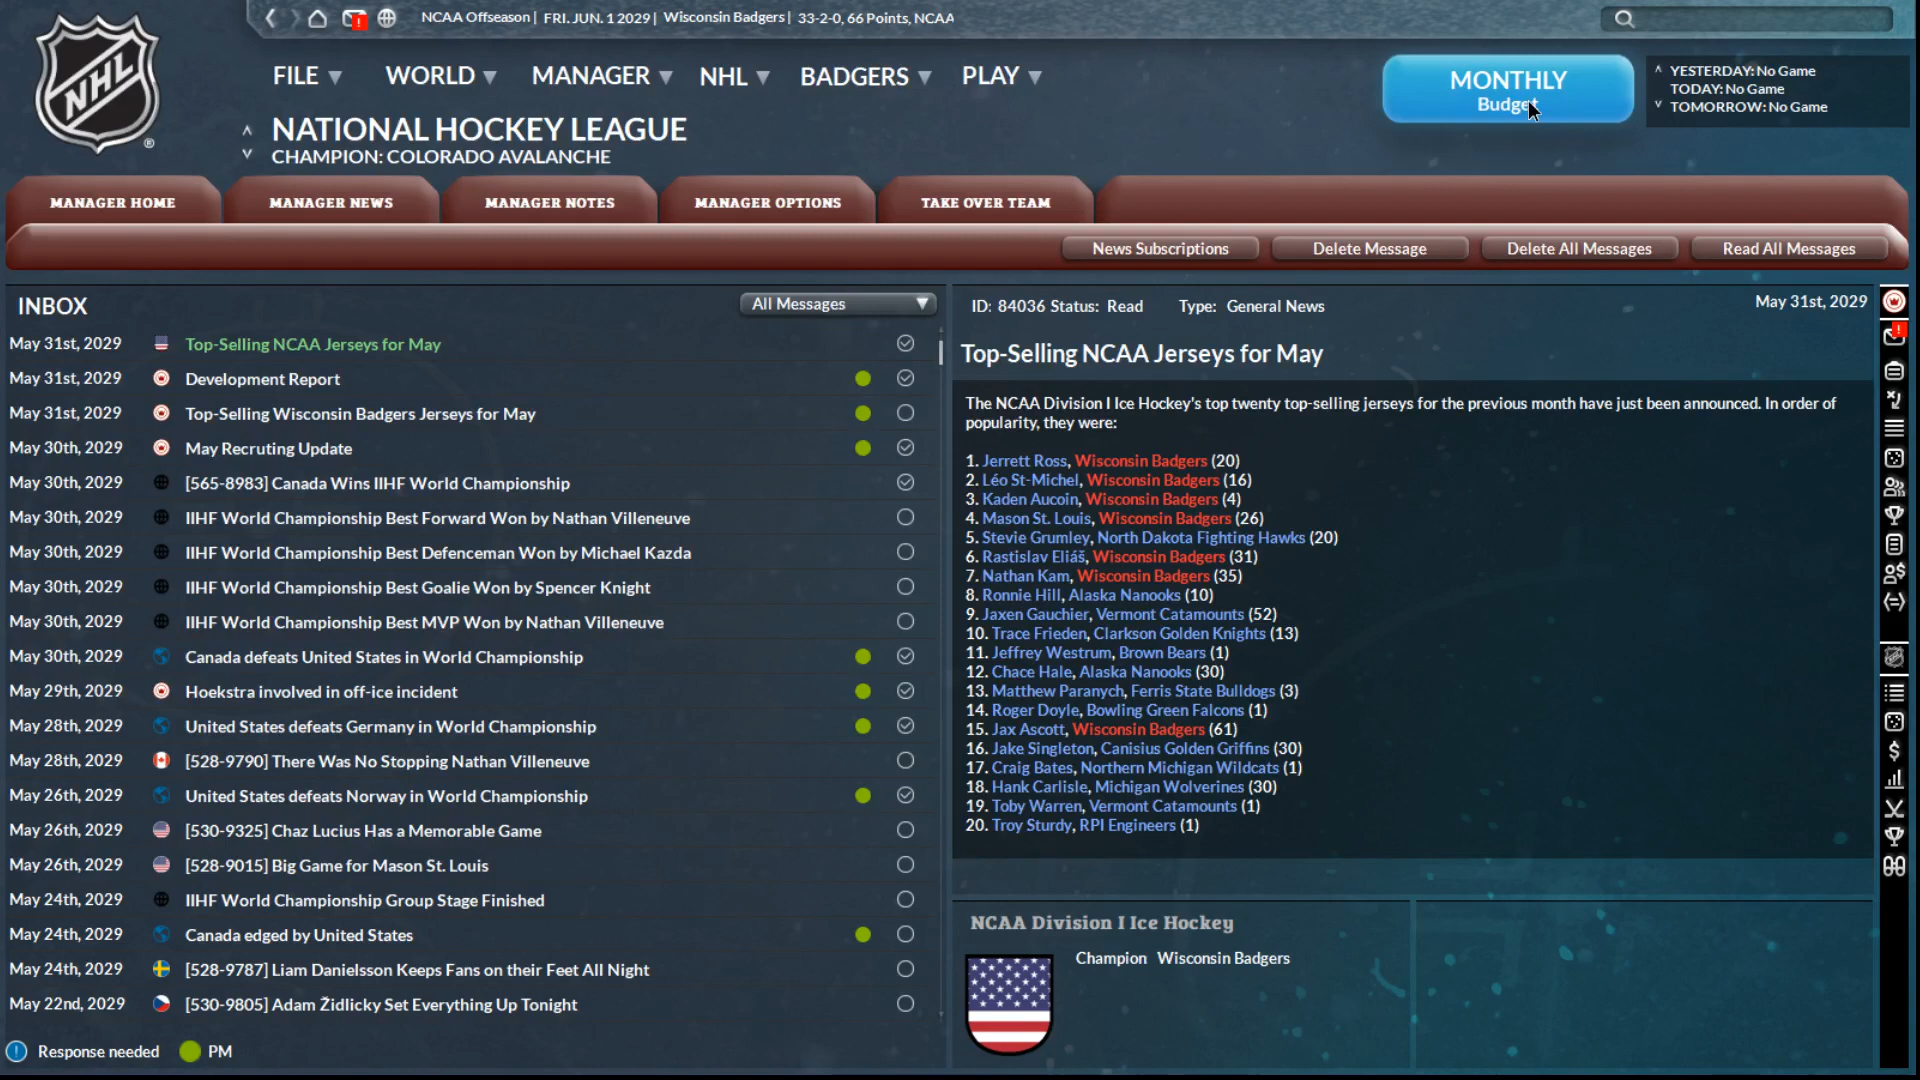 NCAA Offseason | FRI. JUN. 1 2029 | Wisconsin Badgers | 33-2-0, 66 Points, NCAA
NHL
®
FILE WORLD MANAGER NHL BADGERS PLAY
MONTHLY
Budget
YESTERDAY: No Game
TODAY: No Game
TOMORROW: No Game
NATIONAL HOCKEY LEAGUE
CHAMPION: COLORADO AVALANCHE
MANAGER HOME MANAGER NEWS MANAGER NOTES MANAGER OPTIONS TAKE OVER TEAM
News Subscriptions Delete Message Delete All Messages Read All Messages
INBOX All Messages
May 31st, 2029 Top-Selling NCAA Jerseys for May
May 31st, 2029 Development Report
May 31st, 2029 Top-Selling Wisconsin Badgers Jerseys for May
May 30th, 2029 May Recruting Update
May 30th, 2029 [565-8983] Canada Wins IIHF World Championship
May 30th, 2029 IIHF World Championship Best Forward Won by Nathan Villeneuve
May 30th, 2029 IIHF World Championship Best Defenceman Won by Michael Kazda
May 30th, 2029 IIHF World Championship Best Goalie Won by Spencer Knight
May 30th, 2029 IIHF World Championship Best MVP Won by Nathan Villeneuve
May 30th, 2029 Canada defeats United States in World Championship
May 29th, 2029 Hoekstra involved in off-ice incident
May 28th, 2029 United States defeats Germany in World Championship
May 28th, 2029 [528-9790] There Was No Stopping Nathan Villeneuve
May 26th, 2029 United States defeats Norway in World Championship
May 26th, 2029 [530-9325] Chaz Lucius Has a Memorable Game
May 26th, 2029 [528-9015] Big Game for Mason St. Louis
May 24th, 2029 IIHF World Championship Group Stage Finished
May 24th, 2029 Canada edged by United States
May 24th, 2029 [528-9787] Liam Danielsson Keeps Fans on their Feet All Night
May 22nd, 2029 [530-9805] Adam Židlicky Set Everything Up Tonight
Response needed PM
ID: 84036 Status: Read Type: General News May 31st, 2029
Top-Selling NCAA Jerseys for May
The NCAA Division I Ice Hockey's top twenty top-selling jerseys for the previous month have just been announced. In order of
popularity, they were:
1. Jerrett Ross, Wisconsin Badgers (20)
2. Léo St-Michel, Wisconsin Badgers (16)
3. Kaden Aucoin, Wisconsin Badgers (4)
4. Mason St. Louis, Wisconsin Badgers (26)
5. Stevie Grumley, North Dakota Fighting Hawks (20)
6. Rastislav Eliáš, Wisconsin Badgers (31)
7. Nathan Kam, Wisconsin Badgers (35)
8. Ronnie Hill, Alaska Nanooks (10)
9. Jaxen Gauchier, Vermont Catamounts (52)
10. Trace Frieden, Clarkson Golden Knights (13)
11. Jeffrey Westrum, Brown Bears (1)
12. Chace Hale, Alaska Nanooks (30)
13. Matthew Paranych, Ferris State Bulldogs (3)
14. Roger Doyle, Bowling Green Falcons (1)
15. Jax Ascott, Wisconsin Badgers (61)
16. Jake Singleton, Canisius Golden Griffins (30)
17. Craig Bates, Northern Michigan Wildcats (1)
18. Hank Carlisle, Michigan Wolverines (30)
19. Toby Warren, Vermont Catamounts (1)
20. Troy Sturdy, RPI Engineers (1)
NCAA Division I Ice Hockey
Champion Wisconsin Badgers